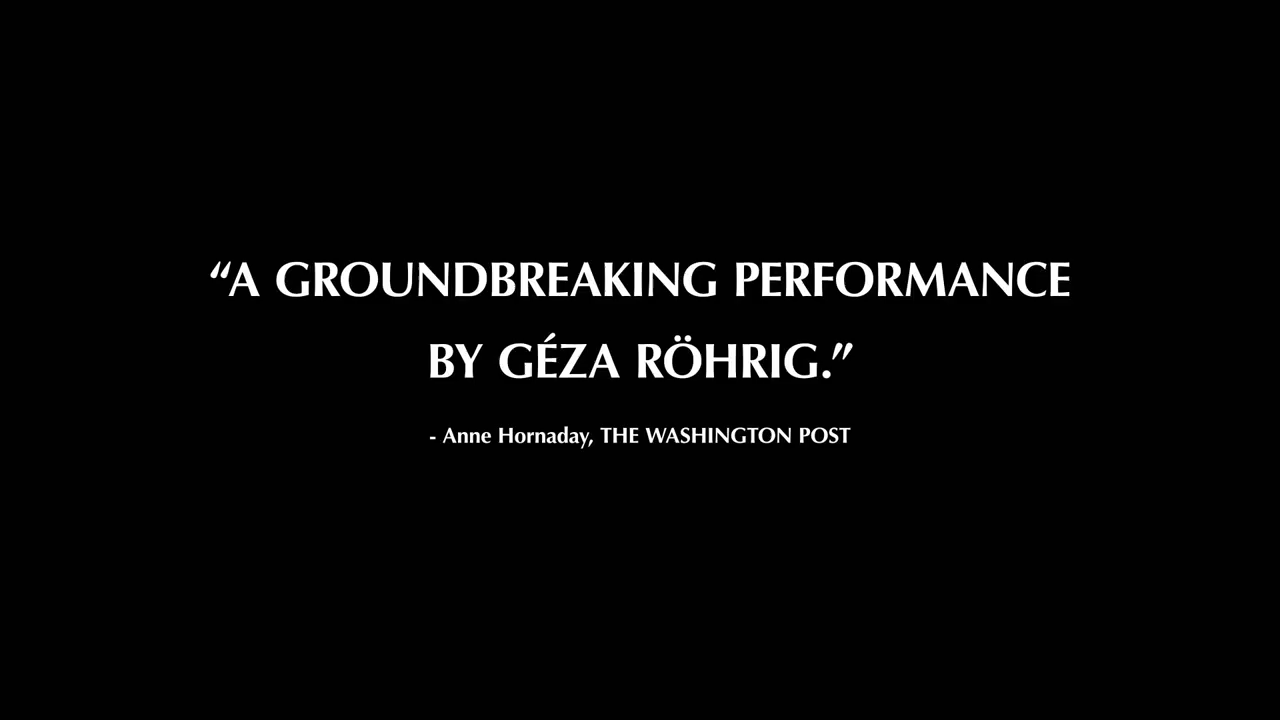 “A GROUNDBREAKING PERFORMANCE
BY GÉZA RÖHRIG.”
- Anne Hornaday, THE WASHINGTON POST